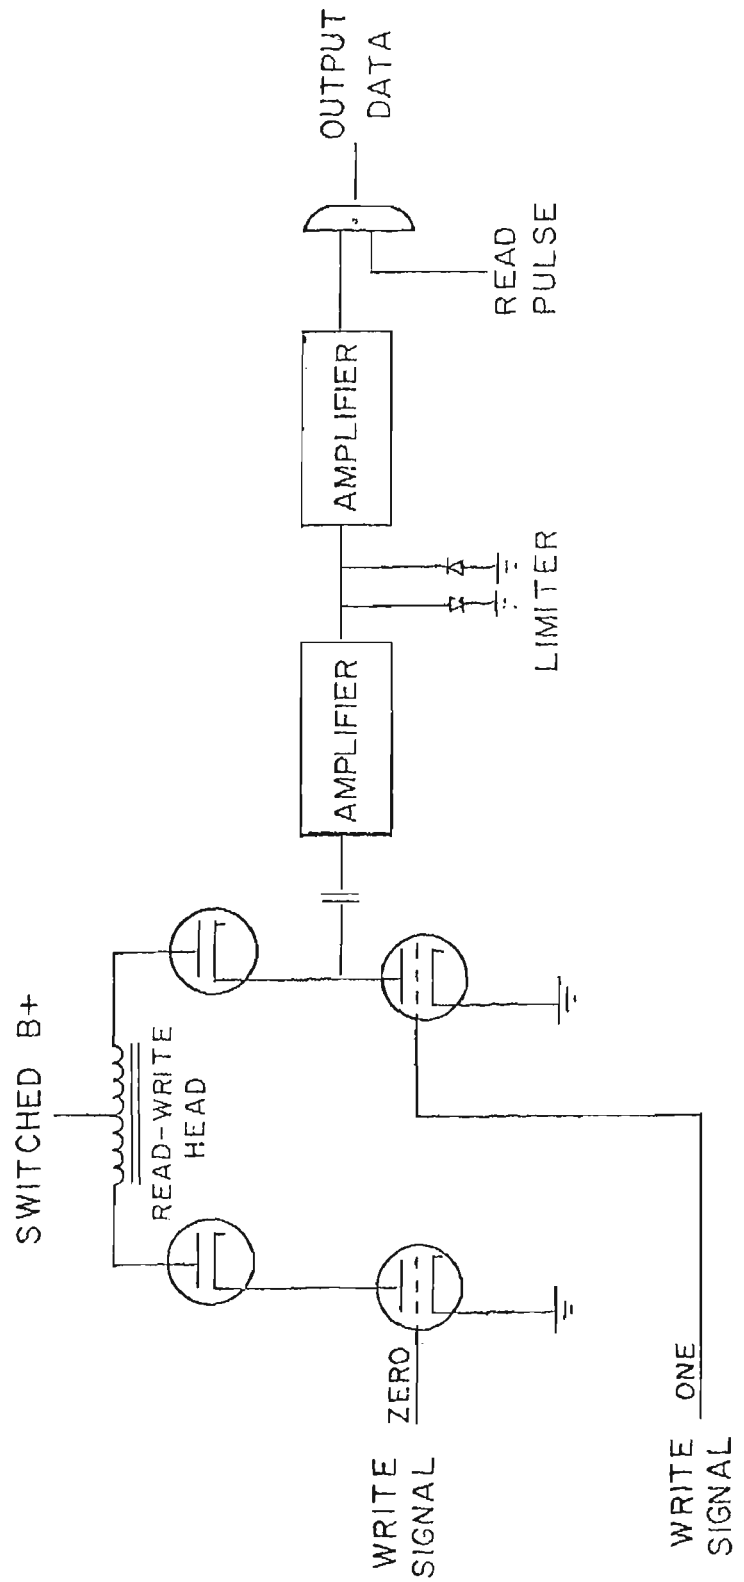 SWITCHED B+
READ-WRITE
HEAD
WRITE ZERO
SIGNAL
WRITE ONE
SIGNAL
AMPLIFIER
LIMITER
AMPLIFIER
READ
PULSE
OUTPUT
DATA